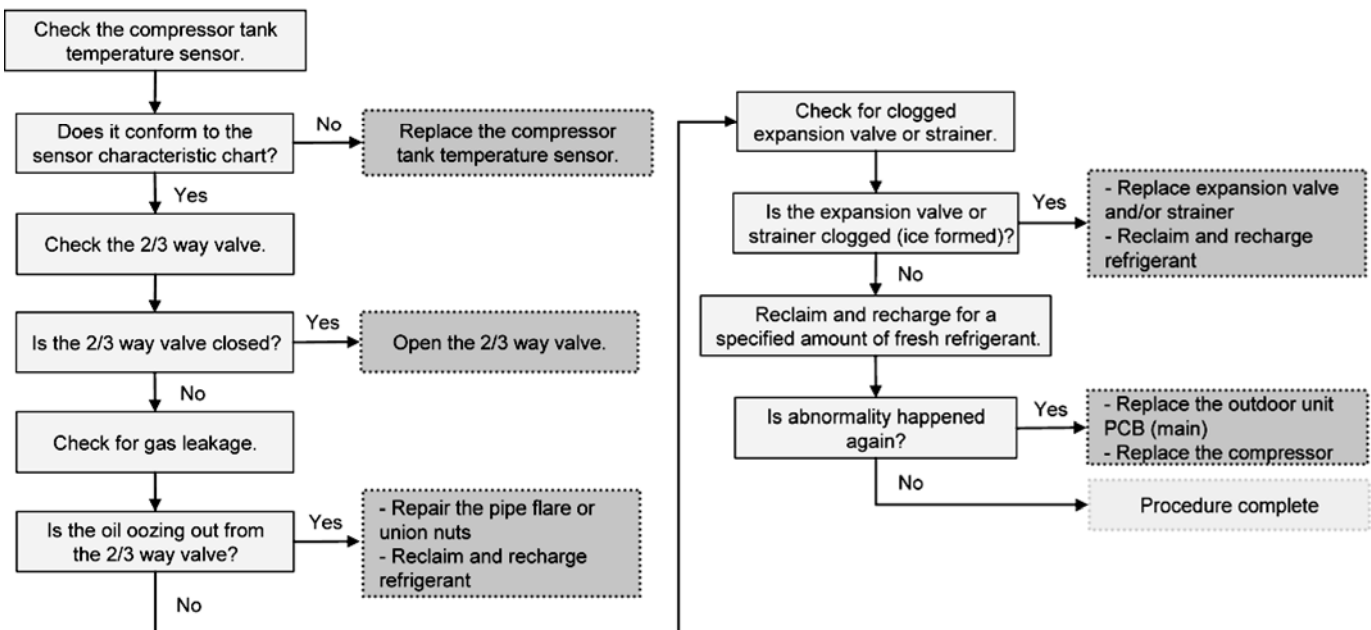 Check the compressor tank
temperature sensor.
Does it conform to the
sensor characteristic chart?
No
Replace the compressor
tank temperature sensor.
Yes
Check the 2/3 way valve.
Is the 2/3 way valve closed?
Yes
Open the 2/3 way valve.
No
Check for gas leakage.
Is the oil oozing out from
the 2/3 way valve?
Yes
- Repair the pipe flare or
union nuts
- Reclaim and recharge
refrigerant
No
Check for clogged
expansion valve or strainer.
Is the expansion valve or
strainer clogged (ice formed)?
Yes
- Replace expansion valve
and/or strainer
- Reclaim and recharge
refrigerant
No
Reclaim and recharge for a
specified amount of fresh refrigerant.
Is abnormality happened
again?
Yes
- Replace the outdoor unit
PCB (main)
- Replace the compressor
No
Procedure complete